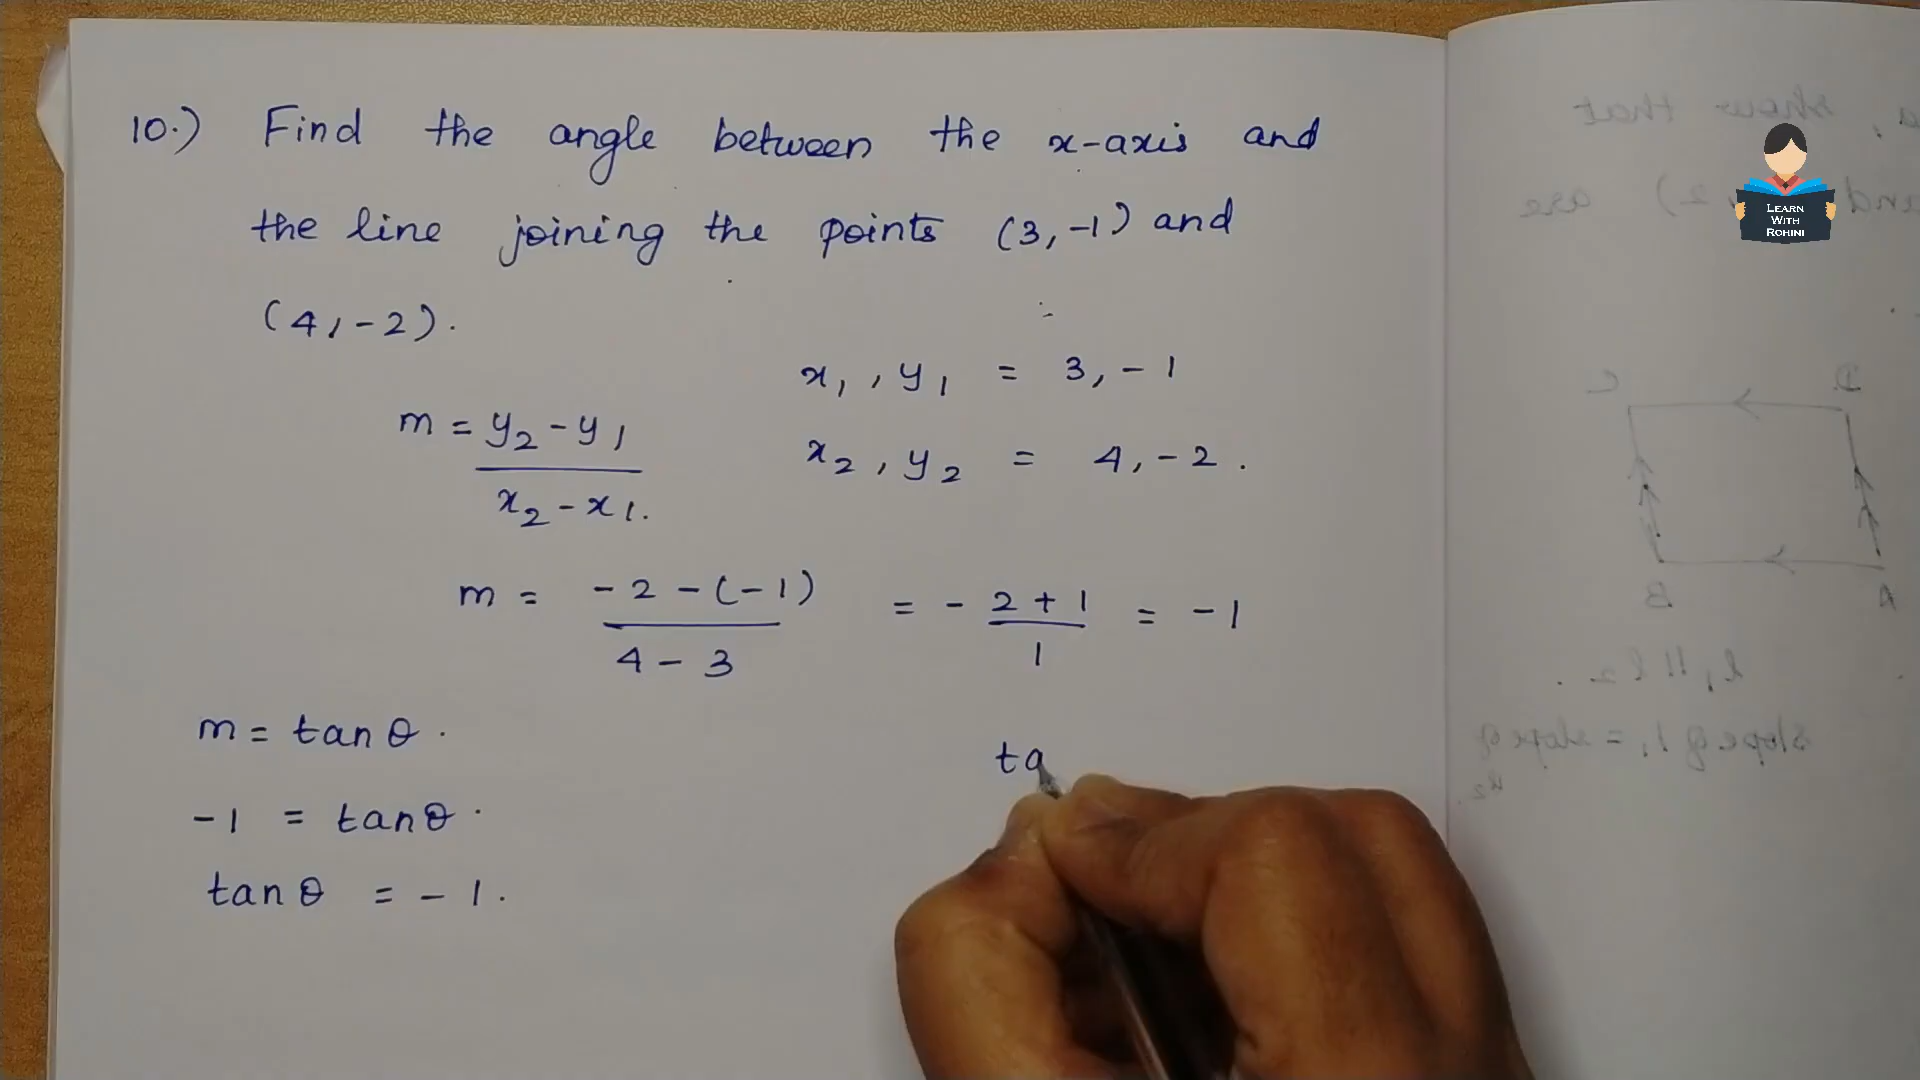 10.) Find the angle between the x-axis and
the line joining the points (3,-1) and
(4,-2).
x₁, y₁ = 3, -1
m = y₂-y₁
x₂-x₁.
x₂, y₂ = 4, -2.
m = -2-(-1) / 4-3 = -2+1 / 1 = -1
m = tan θ.
-1 = tan θ.
tan θ = -1.
ta
LEARN
WITH
ROHINI